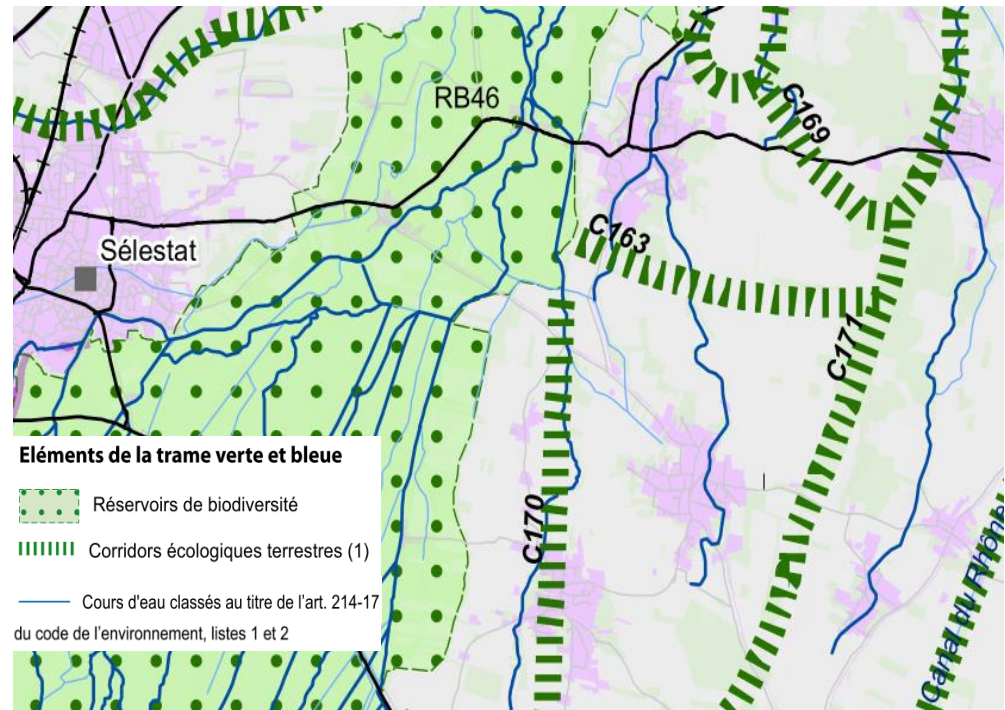 RB46
C169
Sélestat
C163
C171
Eléments de la trame verte et bleue
Réservoirs de biodiversité
Corridors écologiques terrestres (1)
Cours d'eau classés au titre de l'art. 214-17
du code de l'environnement, listes 1 et 2
C170
Canal du Rhône